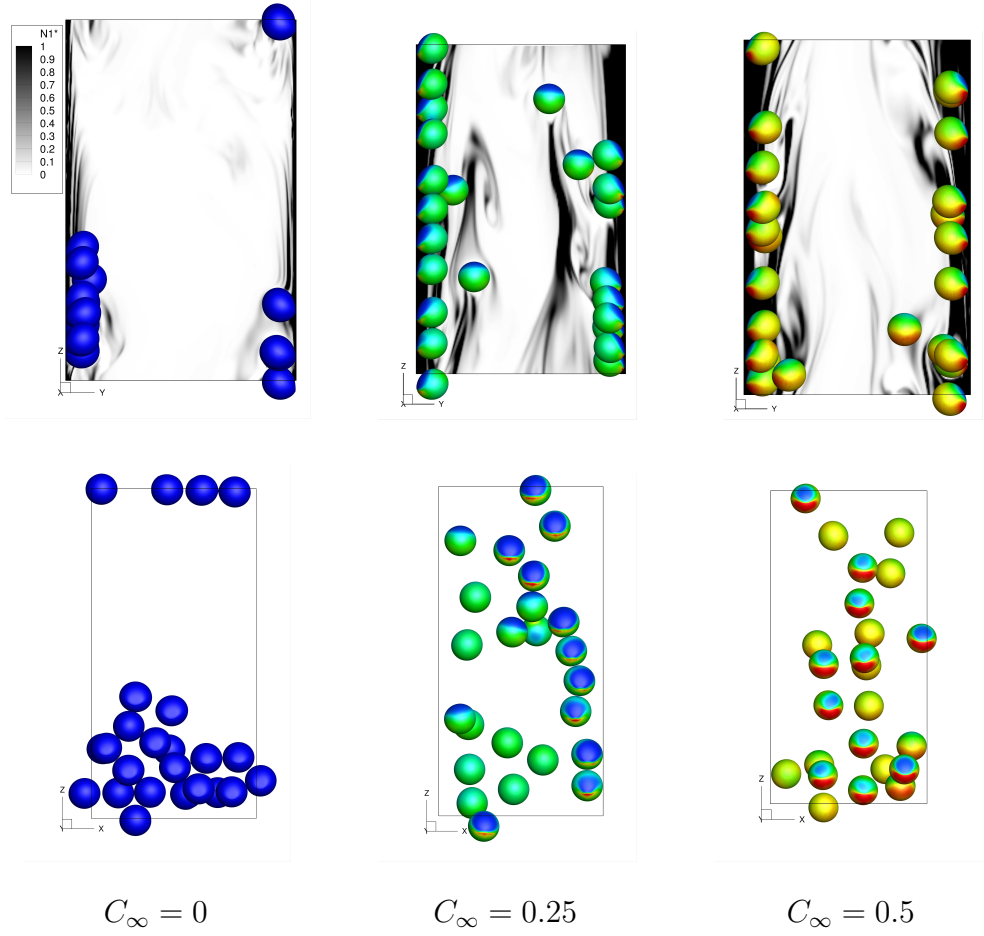 N1*
1
0.9
0.8
0.7
0.6
0.5
0.4
0.3
0.2
0.1
0
Z
X Y
Z
X Y
Z
X Y
Z
Y X
Z
Y X
Z
Y X
C∞ = 0 C∞ = 0.25 C∞ = 0.5